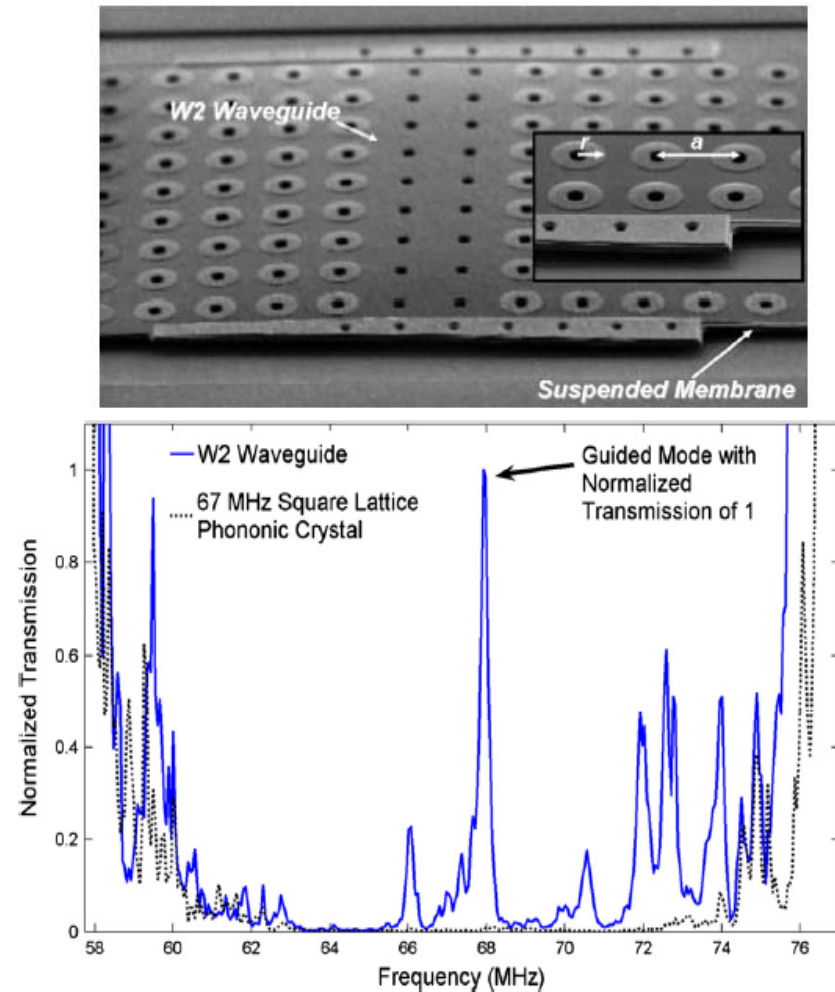 W2 Waveguide
r
a
Suspended Membrane
W2 Waveguide
67 MHz Square Lattice
Phononic Crystal
Guided Mode with
Normalized
Transmission of 1
Normalized Transmission
1
0.8
0.6
0.4
0.2
0
58 60 62 64 66 68 70 72 74 76
Frequency (MHz)